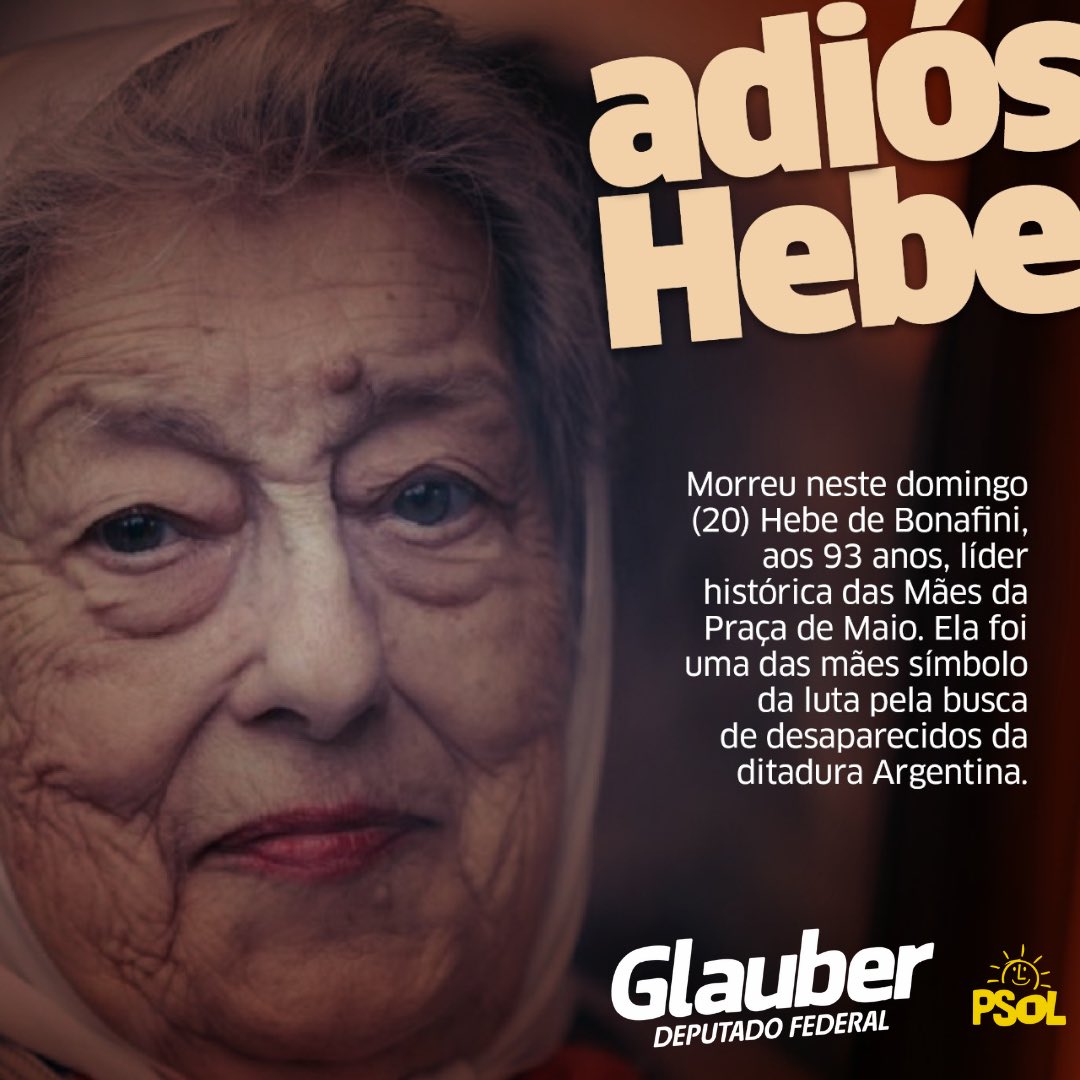 adiós
Hebe
Morreu neste domingo
(20) Hebe de Bonafini,
aos 93 anos, líder
histórica das Mães da
Praça de Maio. Ela foi
uma das mães símbolo
da luta pela busca
de desaparecidos da
ditadura Argentina.
Glauber
DEPUTADO FEDERAL
PSOL